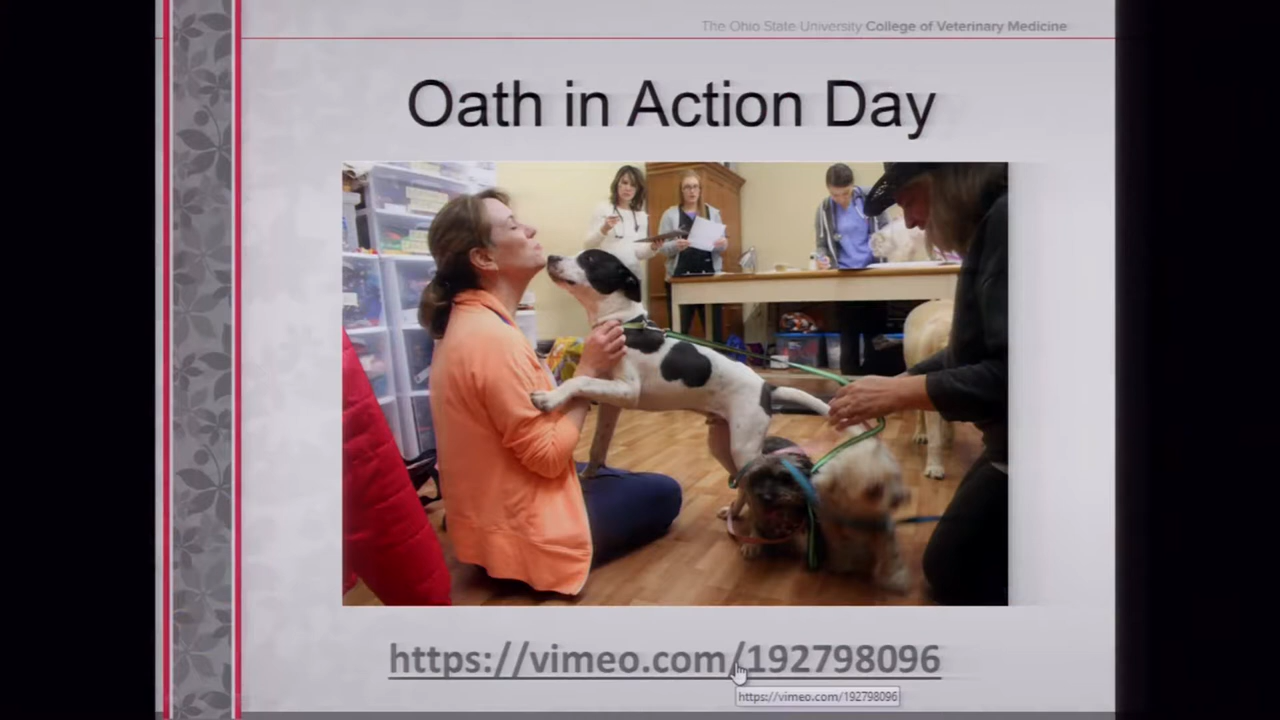 The Ohio State University College of Veterinary Medicine
Oath in Action Day
https://vimeo.com/192798096
https://vimeo.com/192798096